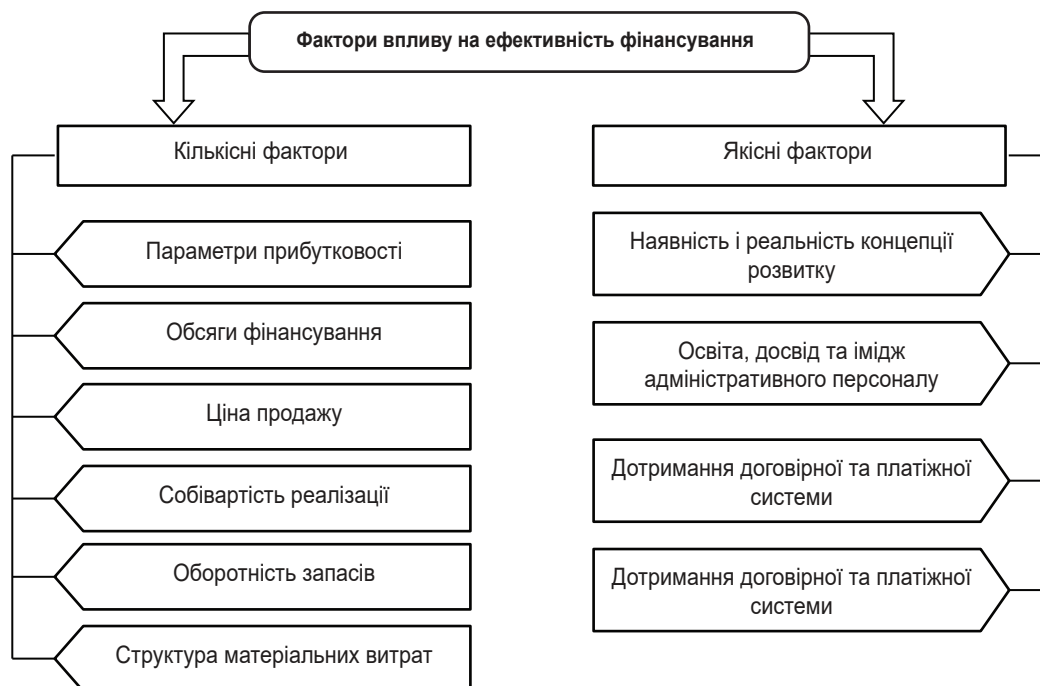 Фактори впливу на ефективність фінансування
Кількісні фактори
Параметри прибутковості
Обсяги фінансування
Ціна продажу
Собівартість реалізації
Оборотність запасів
Структура матеріальних витрат
Якісні фактори
Наявність і реальність концепції
розвитку
Освіта, досвід та імідж
адміністративного персоналу
Дотримання договірної та платіжної
системи
Дотримання договірної та платіжної
системи